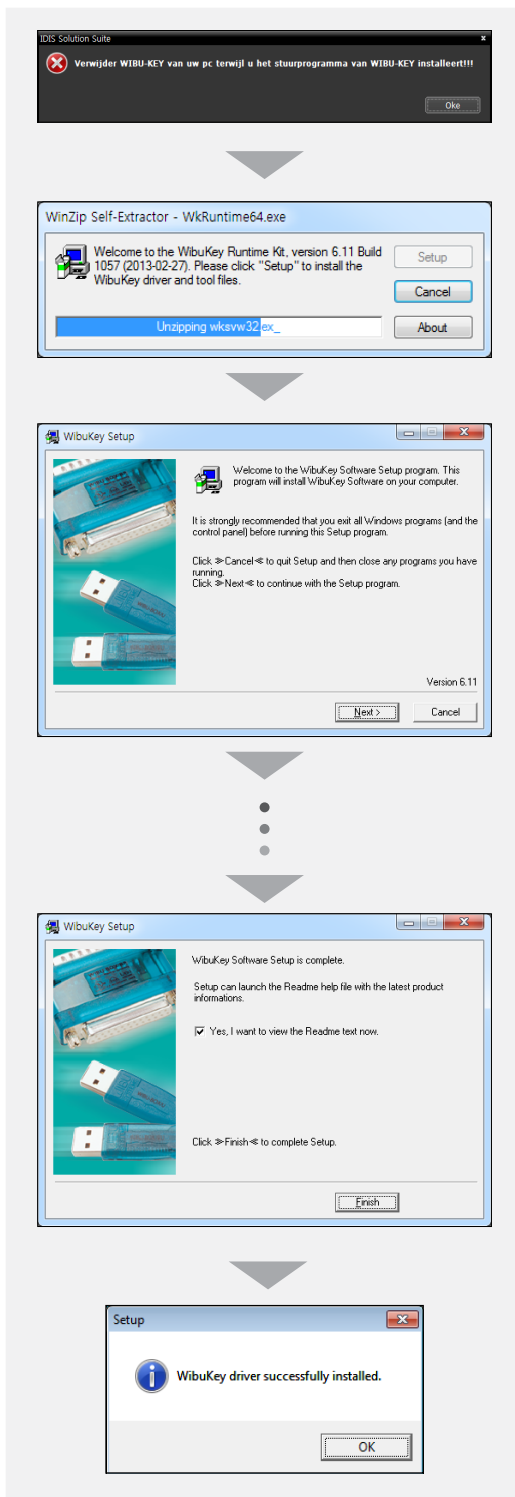 IDIS Solution Suite
x
Verwijder WIBU-KEY van uw pc terwijl u het stuurprogramma van WIBU-KEY installeert!!!
Oke
WinZip Self-Extractor - WkRuntime64.exe
Welcome to the WibuKey Runtime Kit, version 6.11 Build
1057 (2013-02-27). Please click "Setup" to install the
WibuKey driver and tool files.
Setup
Cancel
Unzipping wksvw32.ex_
About
WibuKey Setup
Welcome to the WibuKey Software Setup program. This
program will install WibuKey Software on your computer.
It is strongly recommended that you exit all Windows programs (and the
control panel) before running this Setup program.
Click ≫Cancel≪ to quit Setup and then close any programs you have
running.
Click ≫Next≪ to continue with the Setup program.
Version 6.11
Next >
Cancel
WibuKey Setup
WibuKey Software Setup is complete.
Setup can launch the Readme help file with the latest product
informations.
Yes, I want to view the Readme text now.
Click ≫Finish≪ to complete Setup.
Finish
Setup
WibuKey driver successfully installed.
OK